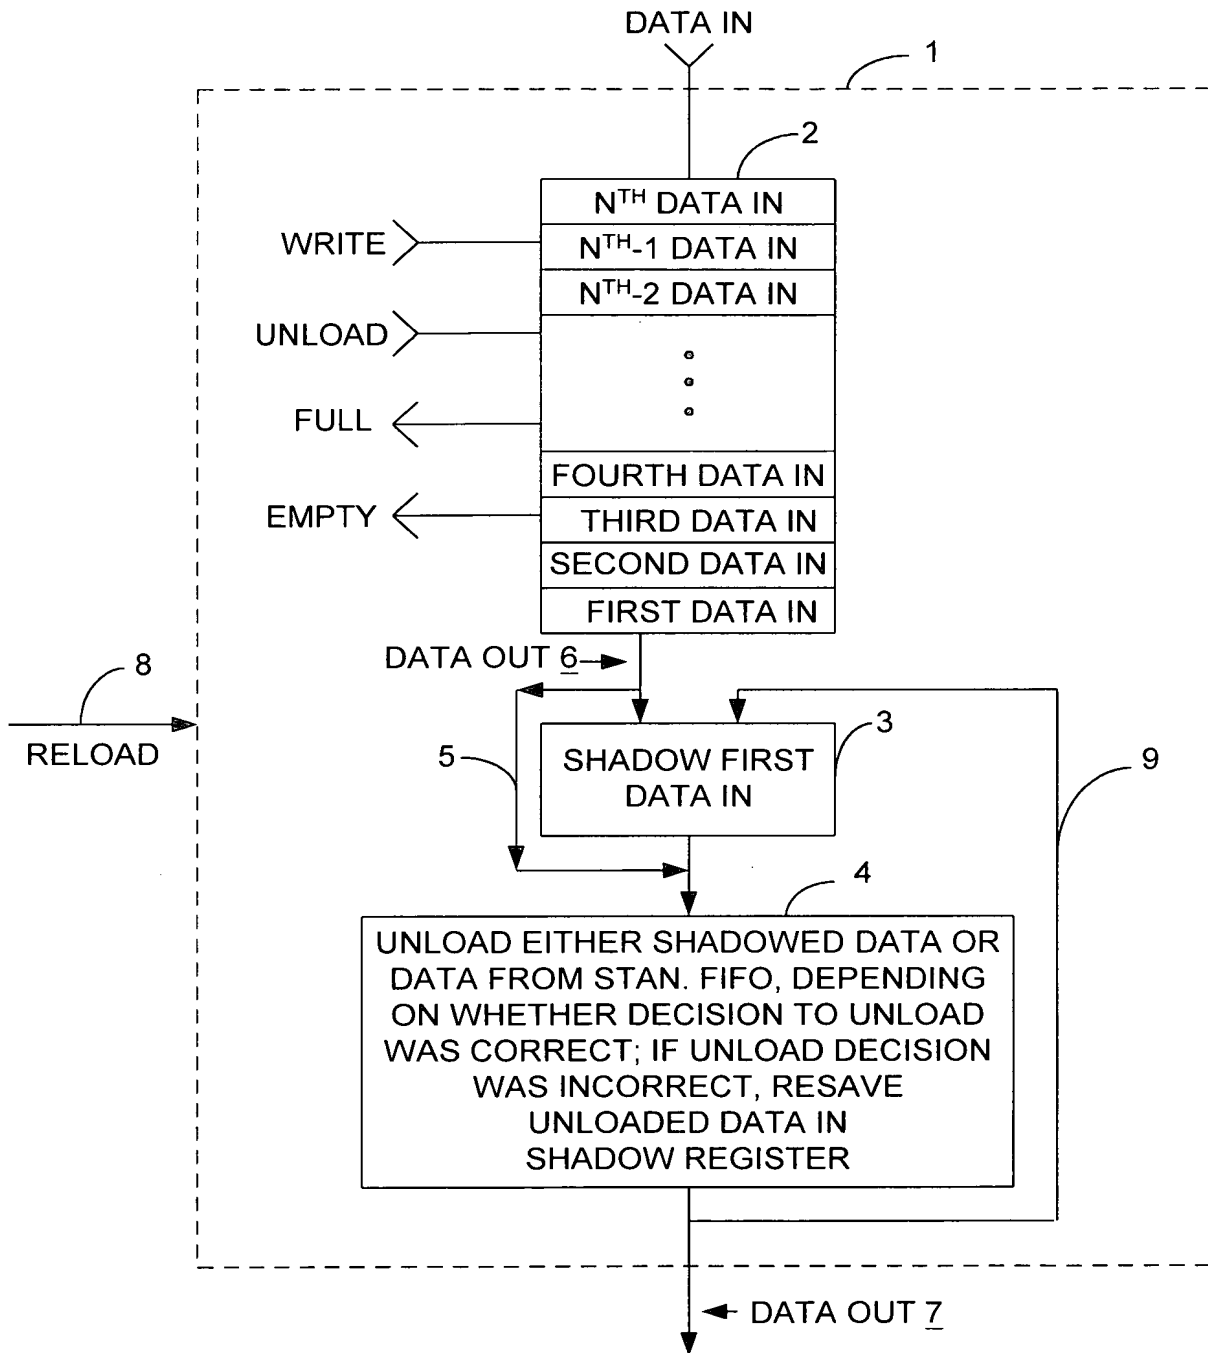 DATA IN
1
2
N^TH DATA IN
WRITE
N^TH-1 DATA IN
N^TH-2 DATA IN
UNLOAD
FULL
FOURTH DATA IN
EMPTY
THIRD DATA IN
SECOND DATA IN
FIRST DATA IN
DATA OUT 6
8
RELOAD
5
SHADOW FIRST
DATA IN
3
9
4
UNLOAD EITHER SHADOWED DATA OR
DATA FROM STAN. FIFO, DEPENDING
ON WHETHER DECISION TO UNLOAD
WAS CORRECT; IF UNLOAD DECISION
WAS INCORRECT, RESAVE
UNLOADED DATA IN
SHADOW REGISTER
DATA OUT 7